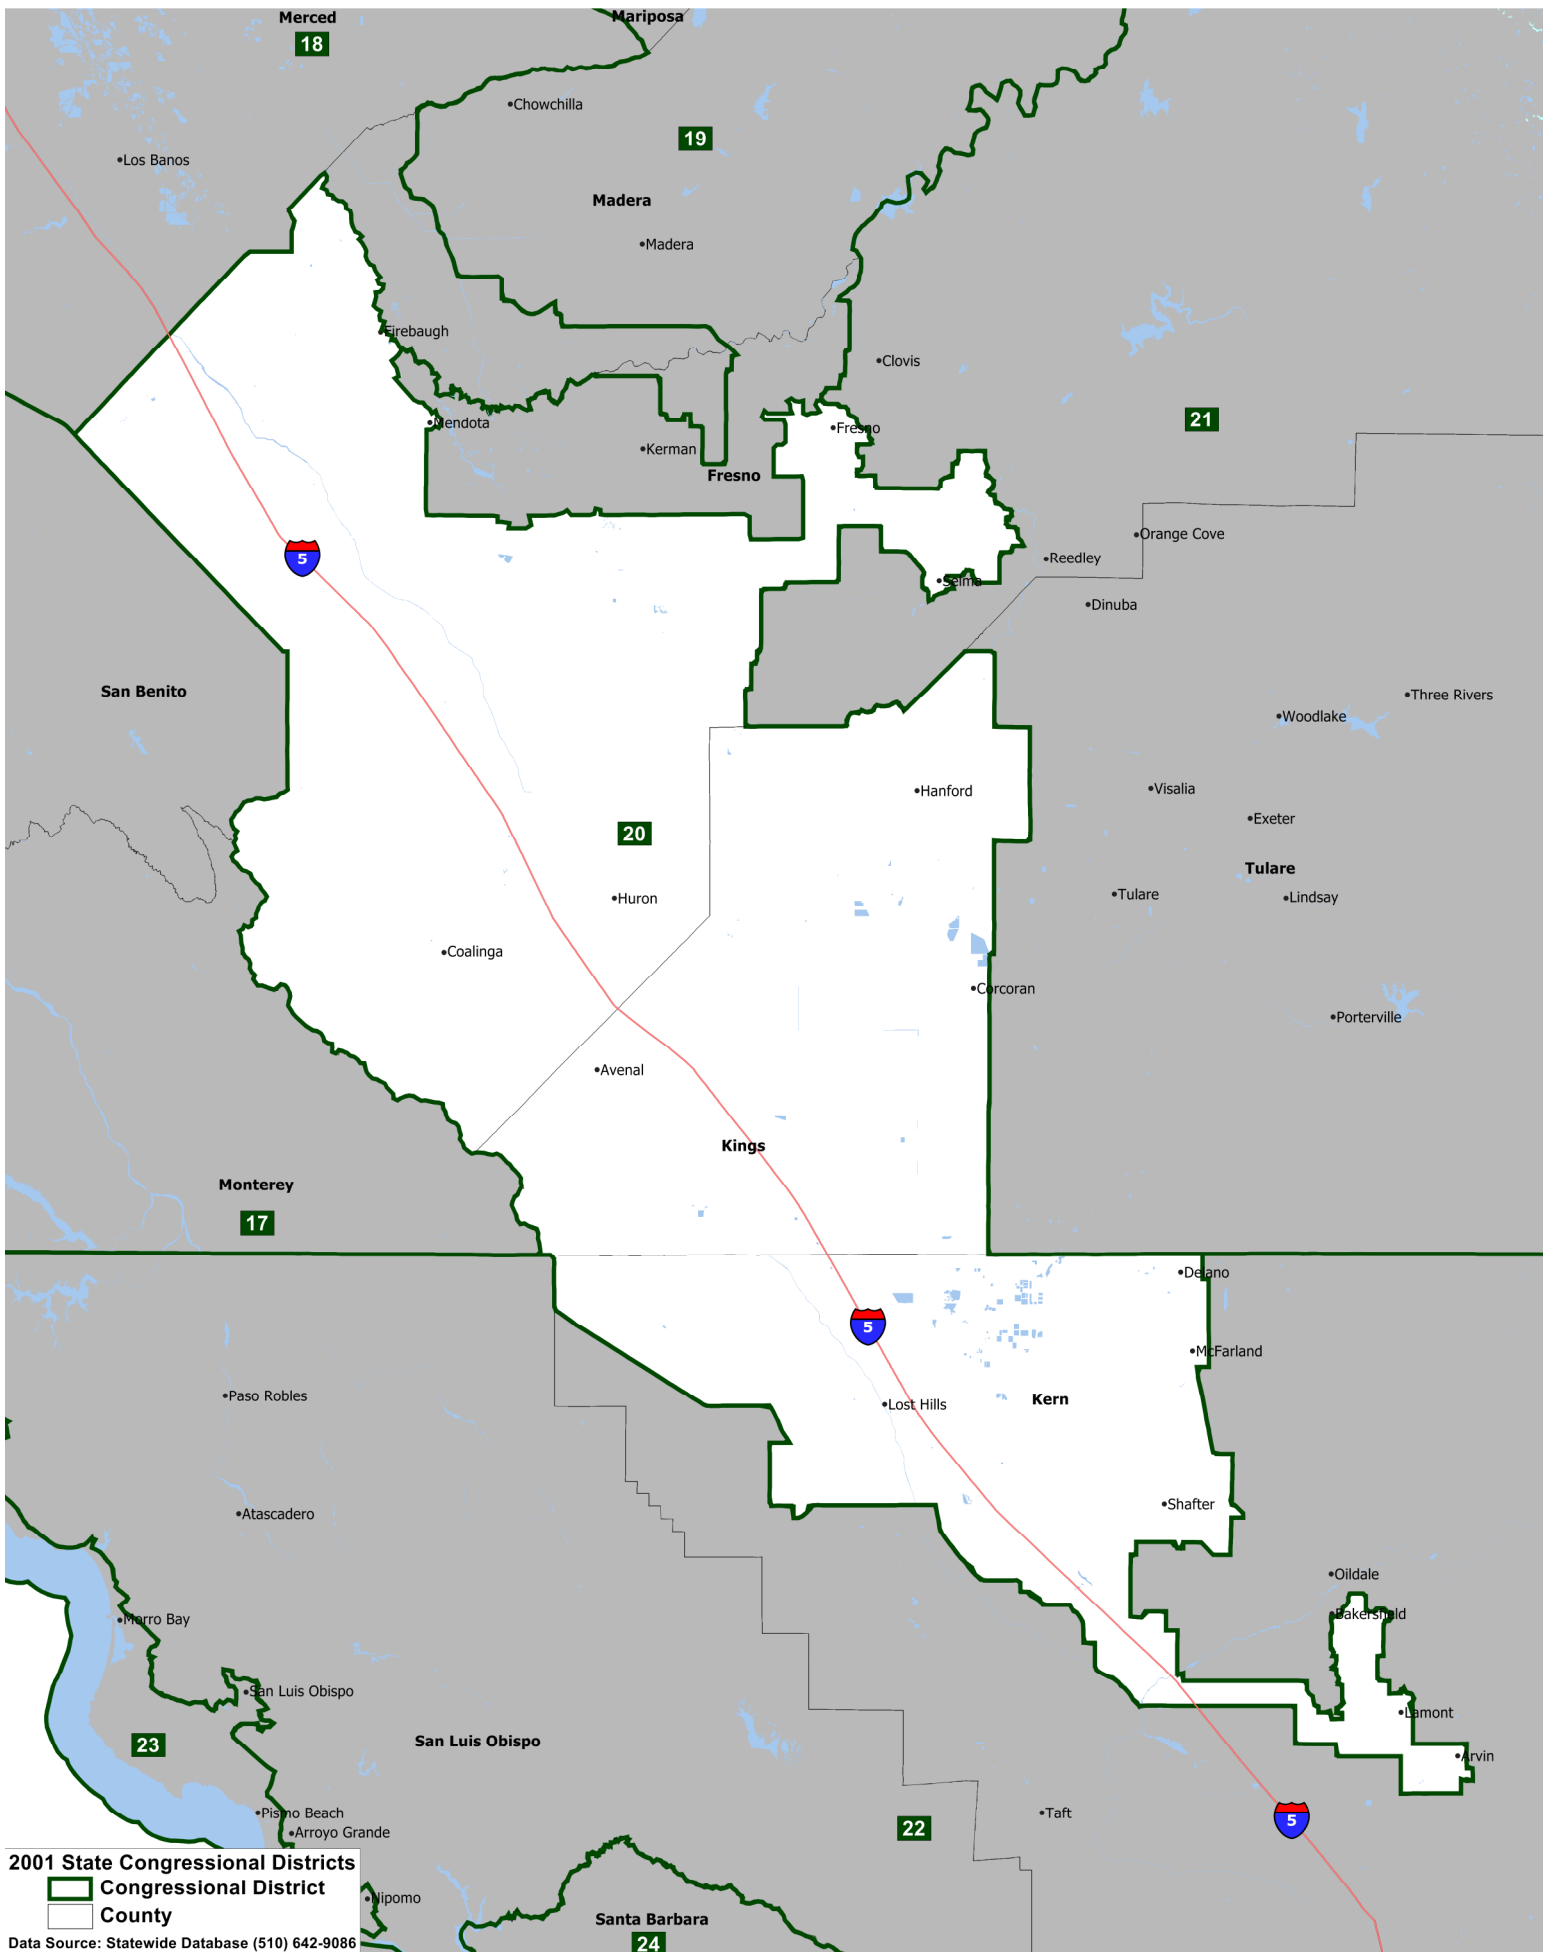 Merced
Mariposa
18
Chowchilla
19
Los Banos
Madera
Madera
Firebaugh
Clovis
Mendota
Fresno
21
Kerman
Fresno
Orange Cove
5
Reedley
Selma
Dinuba
San Benito
Three Rivers
Woodlake
Hanford
Visalia
20
Exeter
Tulare
Huron
Tulare
Lindsay
Coalinga
Corcoran
Porterville
Avenal
Kings
Monterey
17
Delano
5
McFarland
Paso Robles
Lost Hills
Kern
Atascadero
Shafter
Oildale
Morro Bay
Bakersfield
San Luis Obispo
Lamont
San Luis Obispo
23
Arvin
Pismo Beach
Taft
5
22
Arroyo Grande
2001 State Congressional Districts
Congressional District
Nipomo
County
Santa Barbara
Data Source: Statewide Database (510) 642-9086
24